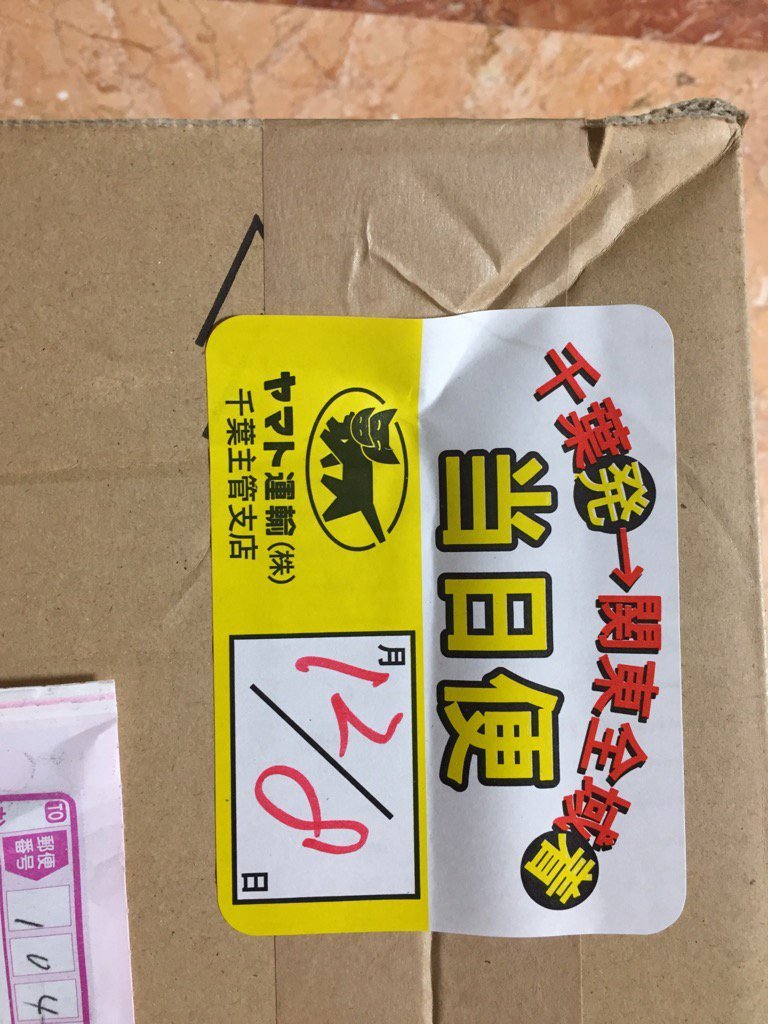 千葉発→関東全域着
当日便
ヤマト運輸(株)
千葉主管支店
月
12/8
日
TO
郵便
番号
104